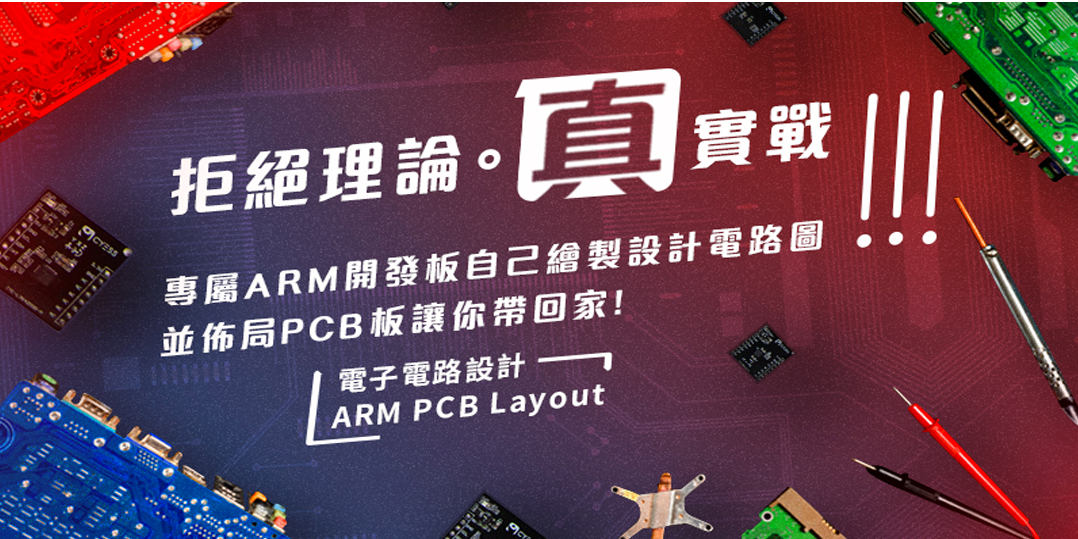 拒絕理論。真實戰!!!
專屬ARM開發板自己繪製設計電路圖
並佈局PCB板讓你帶回家!
電子電路設計
ARM PCB Layout
CYESS